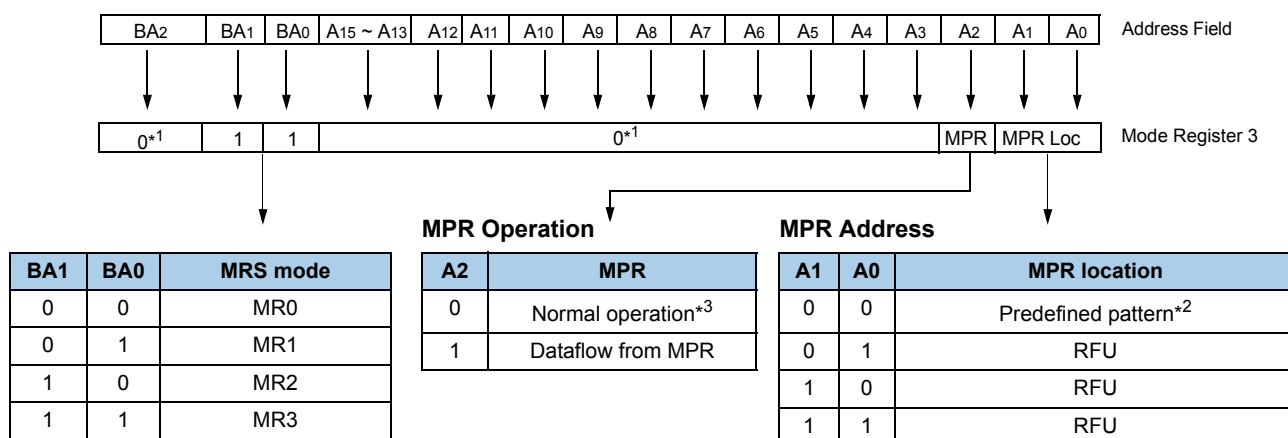 BA2 BA1 BA0 A15 ~ A13 A12 A11 A10 A9 A8 A7 A6 A5 A4 A3 A2 A1 A0 Address Field
0*1 1 1 0*1 MPR MPR Loc Mode Register 3
MPR Operation MPR Address
BA1 BA0 MRS mode A2 MPR A1 A0 MPR location
0 0 MR0 0 Normal operation*3 0 0 Predefined pattern*2
0 1 MR1 1 Dataflow from MPR 0 1 RFU
1 0 MR2 1 0 RFU
1 1 MR3 1 1 RFU